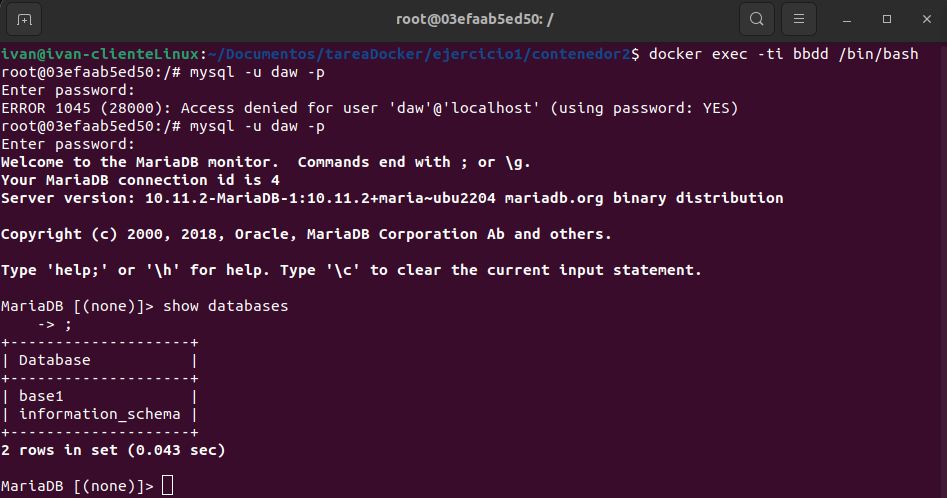 root@03efaab5ed50: /
ivan@ivan-clienteLinux:~/Documentos/tareaDocker/ejercicio1/contenedor2$ docker exec -ti bbdd /bin/bash
root@03efaab5ed50:/# mysql -u daw -p
Enter password:
ERROR 1045 (28000): Access denied for user 'daw'@'localhost' (using password: YES)
root@03efaab5ed50:/# mysql -u daw -p
Enter password:
Welcome to the MariaDB monitor.  Commands end with ; or \g.
Your MariaDB connection id is 4
Server version: 10.11.2-MariaDB-1:10.11.2+maria~ubu2204 mariadb.org binary distribution

Copyright (c) 2000, 2018, Oracle, MariaDB Corporation Ab and others.

Type 'help;' or '\h' for help. Type '\c' to clear the current input statement.

MariaDB [(none)]> show databases
    -> ;
+--------------------+
| Database           |
+--------------------+
| base1              |
| information_schema |
+--------------------+
2 rows in set (0.043 sec)

MariaDB [(none)]>